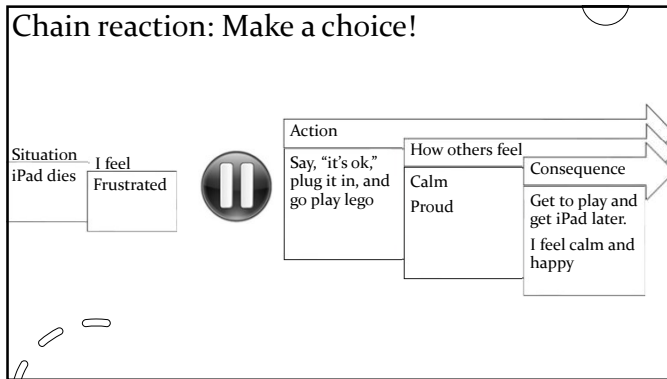 Chain reaction: Make a choice!
Situation
iPad dies
I feel
Frustrated
Action
Say, “it’s ok,”
plug it in, and
go play lego
How others feel
Calm
Proud
Consequence
Get to play and
get iPad later.
I feel calm and
happy